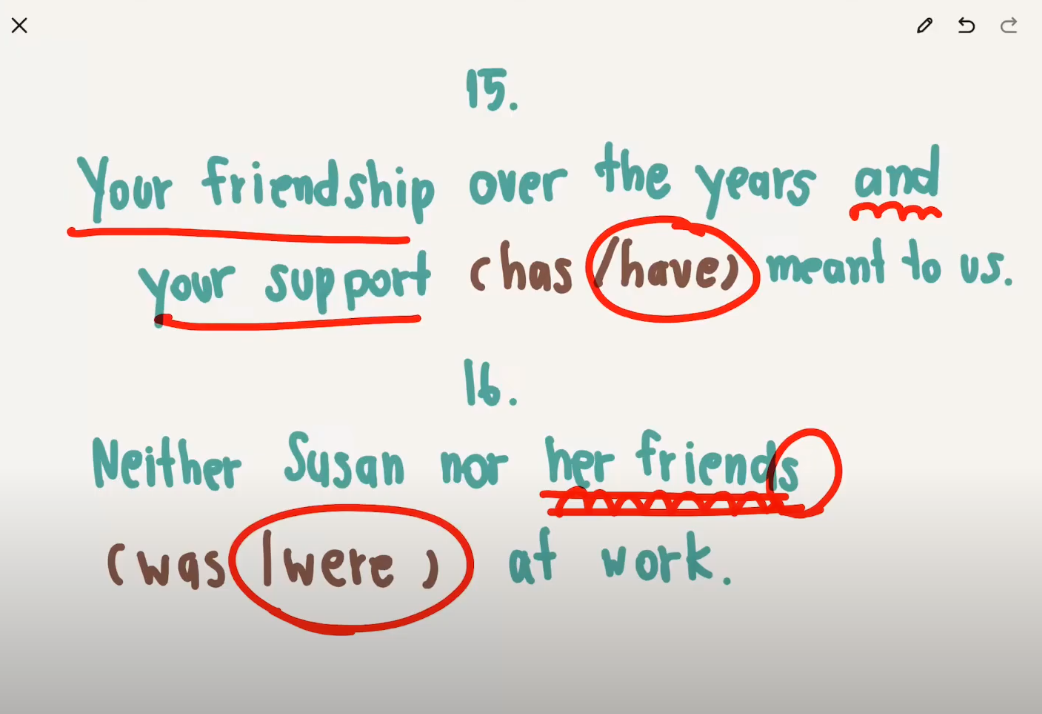 15.
Your friendship over the years and
your support (has /have) meant to us.
16.
Neither Susan nor her friends
(was /were ) at work.